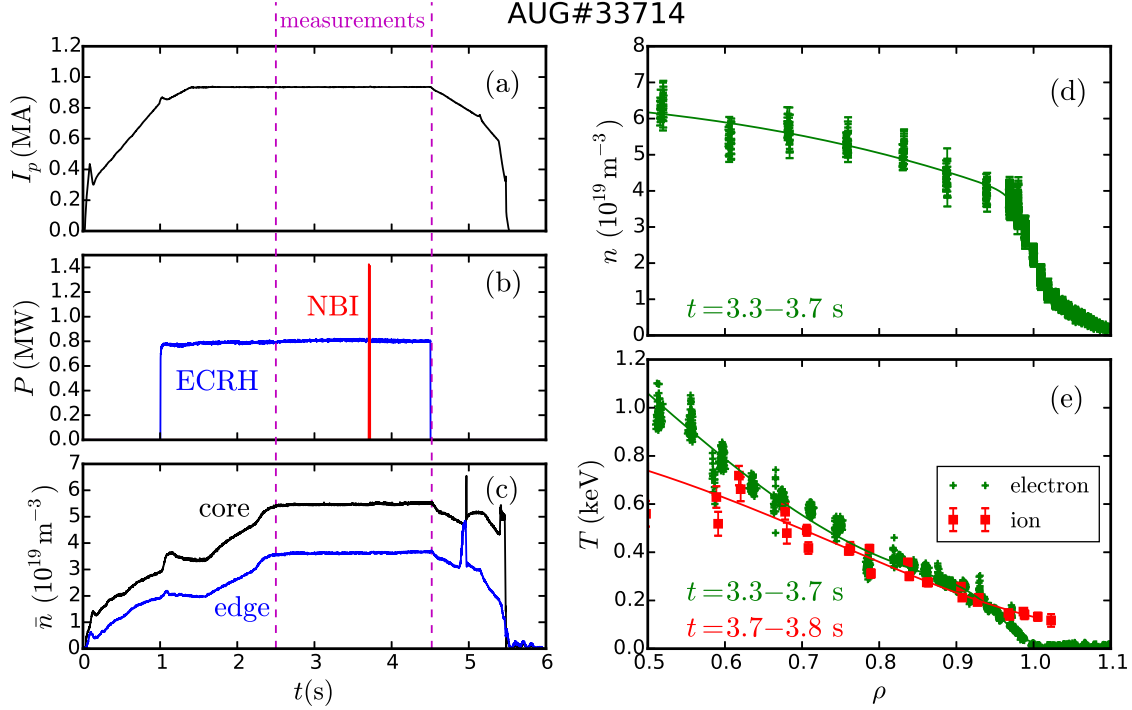 AUG#33714
measurements
(a)
I_p (MA)
1.2
1.0
0.8
0.6
0.4
0.2
0.0
(b)
P (MW)
1.4
1.2
1.0
0.8
0.6
0.4
0.2
0.0
NBI
ECRH
(c)
n̄ (10^19 m^−3)
7
6
5
4
3
2
1
0
core
edge
0 1 2 3 4 5 6
t(s)
(d)
n (10^19 m^−3)
8
7
6
5
4
3
2
1
0
t=3.3−3.7 s
(e)
T (keV)
1.2
1.0
0.8
0.6
0.4
0.2
0.0
electron
ion
t=3.3−3.7 s
t=3.7−3.8 s
0.5 0.6 0.7 0.8 0.9 1.0 1.1
ρ